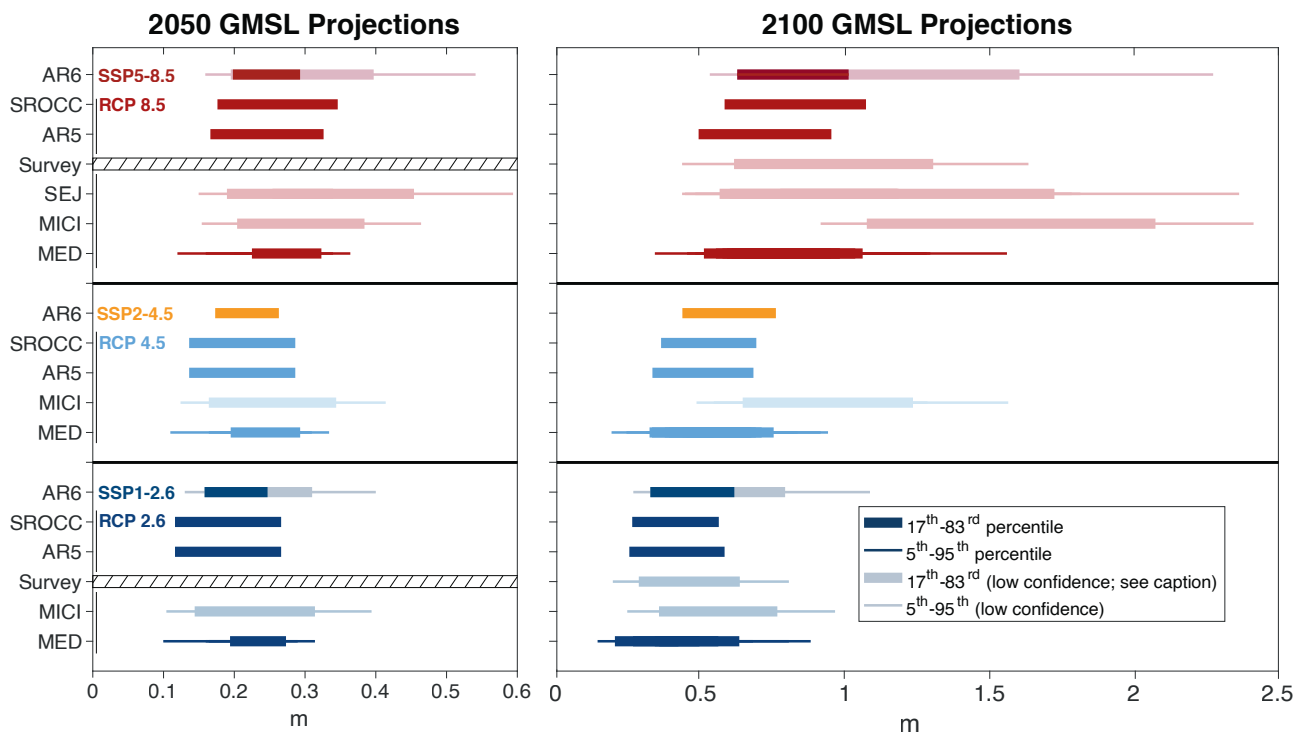 2050 GMSL Projections
2100 GMSL Projections
AR6 SSP5-8.5
SROCC RCP 8.5
AR5
Survey
SEJ
MICI
MED
AR6 SSP2-4.5
SROCC RCP 4.5
AR5
MICI
MED
AR6 SSP1-2.6
SROCC RCP 2.6
AR5
Survey
MICI
MED
17th-83rd percentile
5th-95th percentile
17th-83rd (low confidence; see caption)
5th-95th (low confidence)
0 0.1 0.2 0.3 0.4 0.5 0.6
m
0 0.5 1 1.5 2 2.5
m